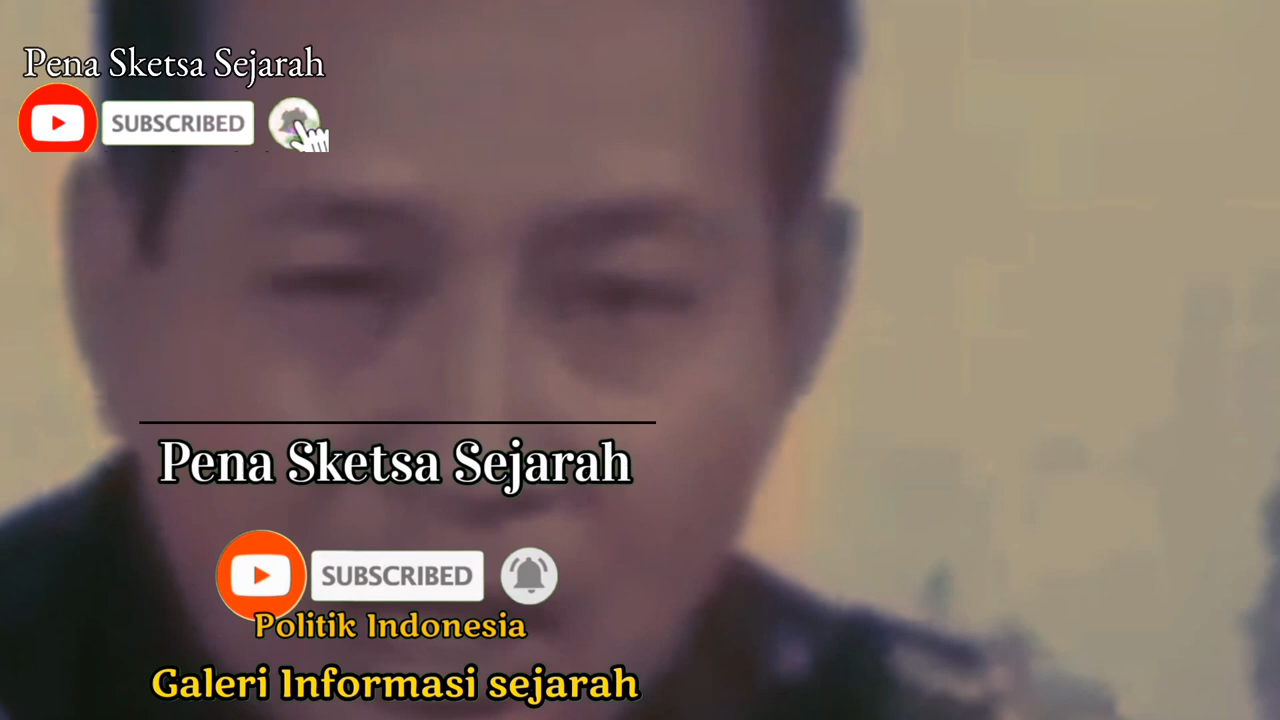 Pena Sketsa Sejarah
SUBSCRIBED
Pena Sketsa Sejarah
SUBSCRIBED
Politik Indonesia
Galeri Informasi sejarah